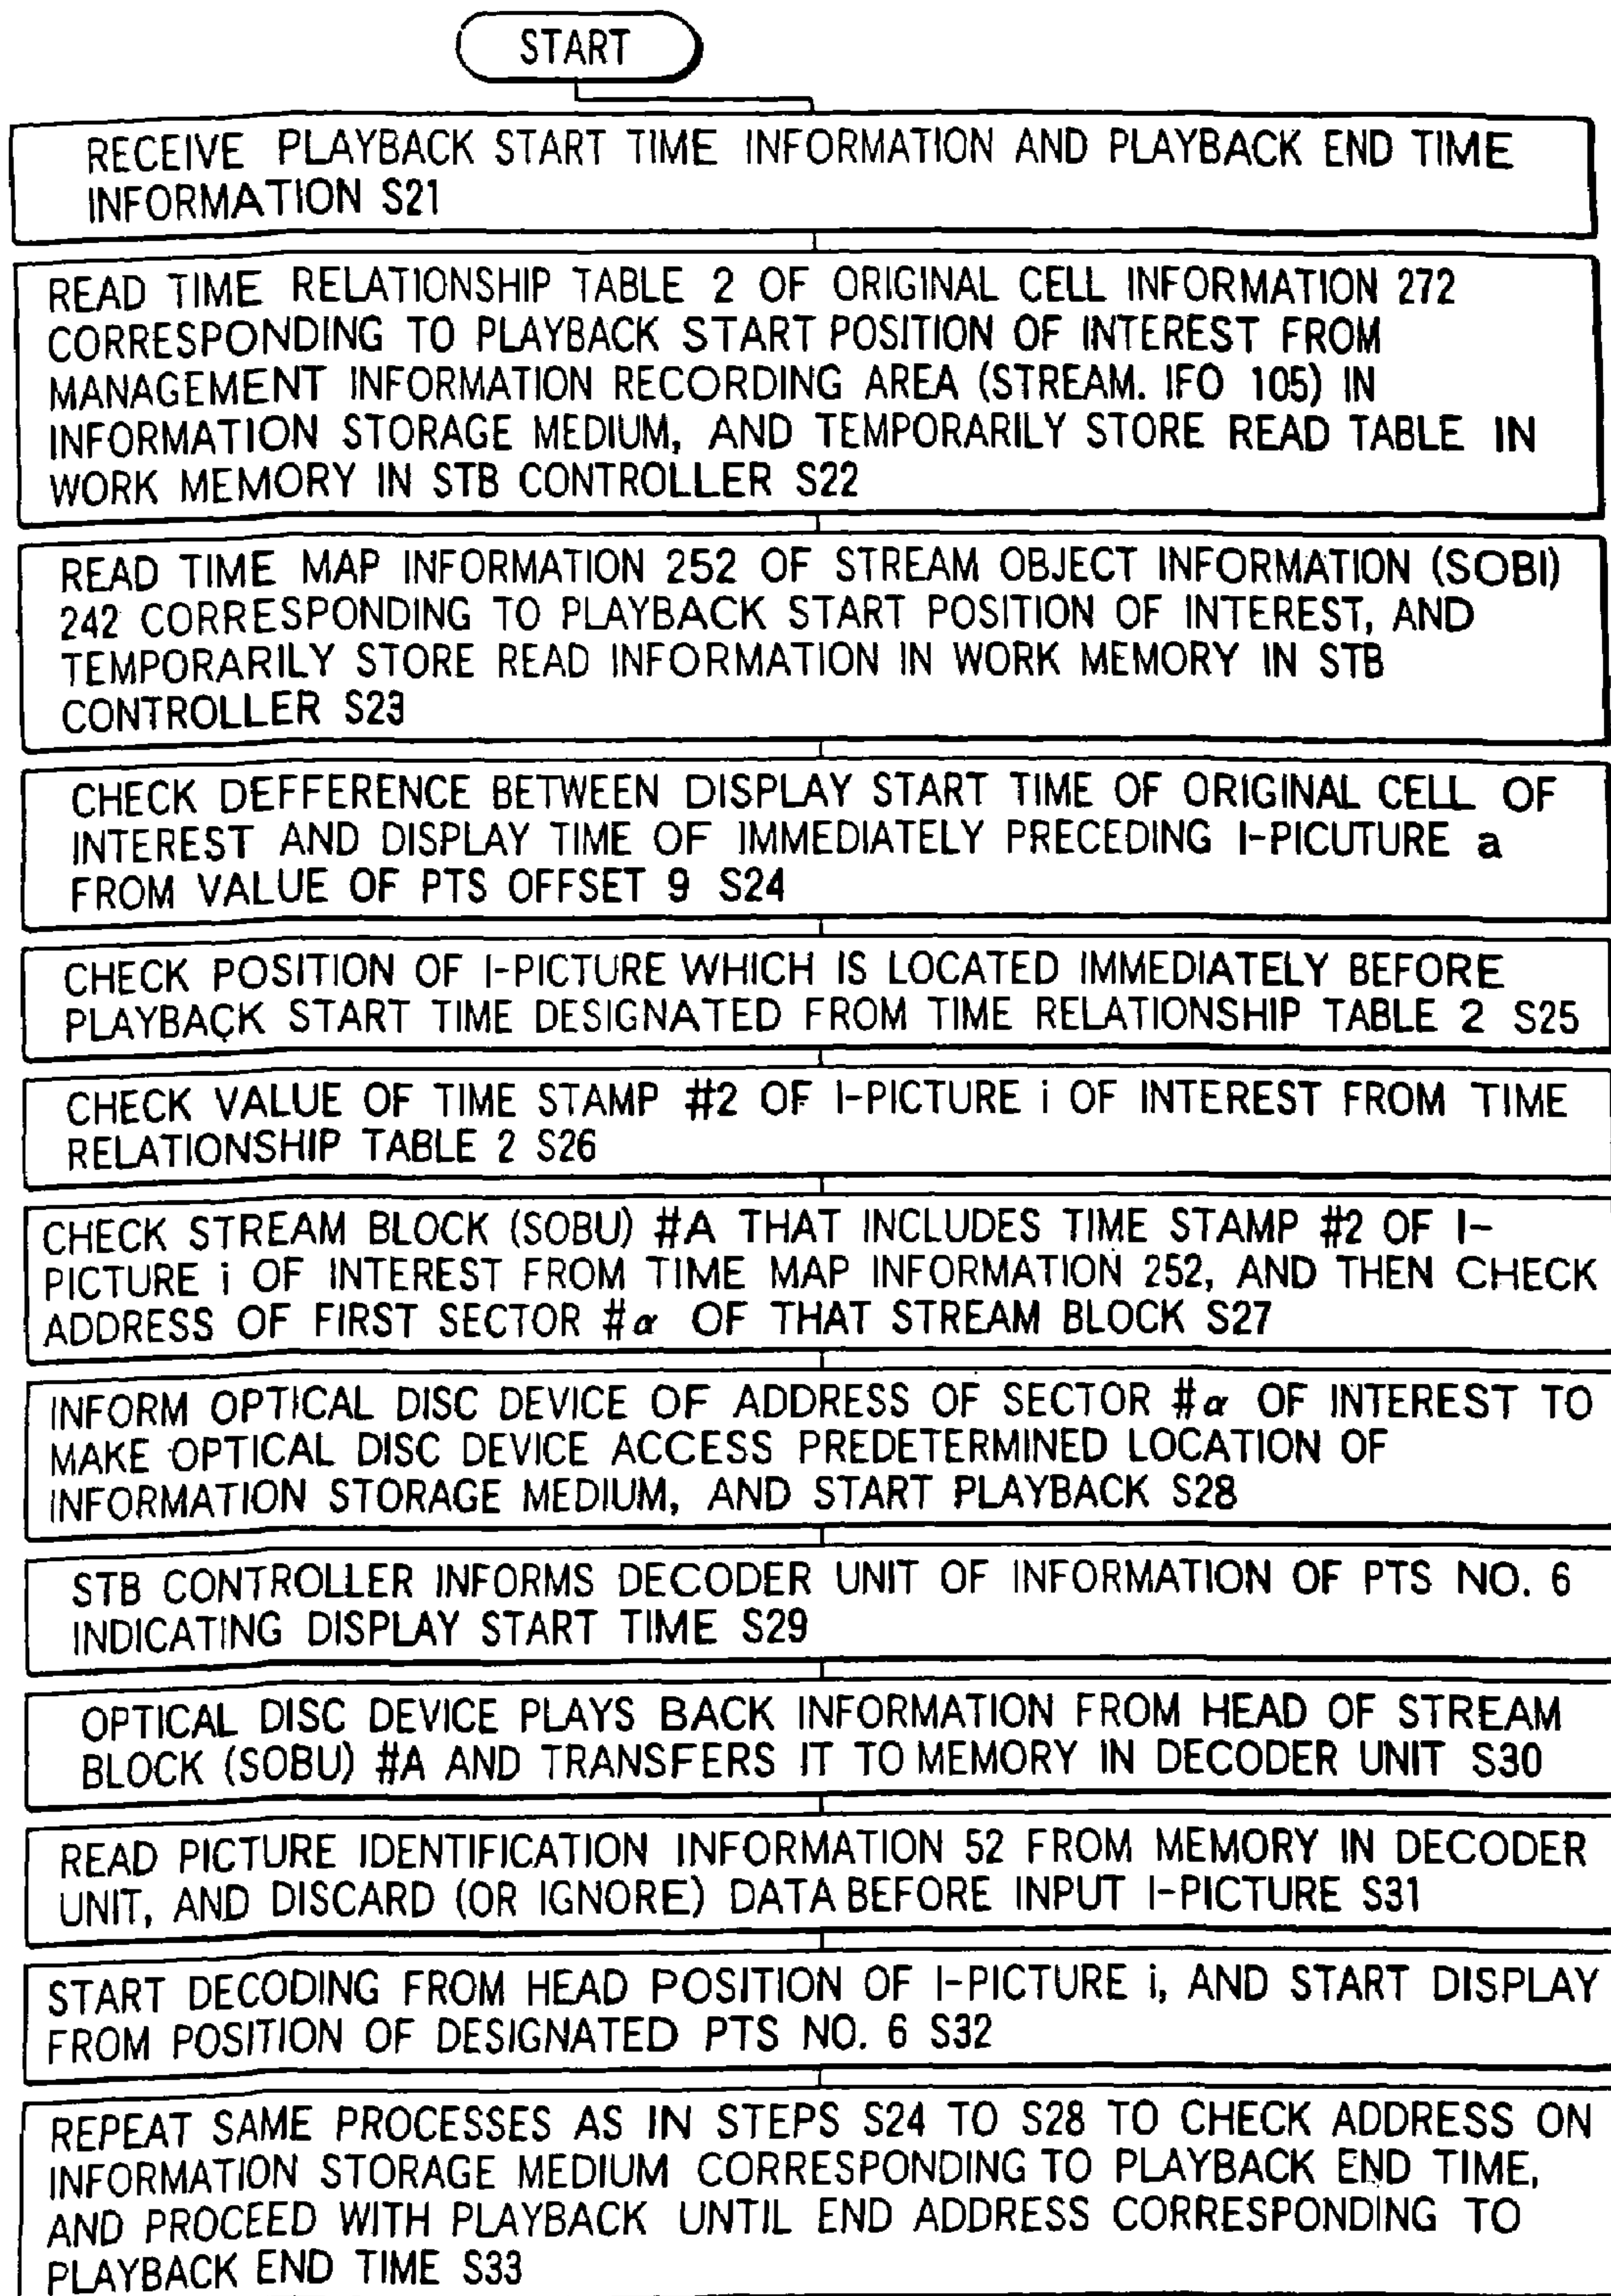 START
RECEIVE PLAYBACK START TIME INFORMATION AND PLAYBACK END TIME
INFORMATION S21
READ TIME RELATIONSHIP TABLE 2 OF ORIGINAL CELL INFORMATION 272
CORRESPONDING TO PLAYBACK START POSITION OF INTEREST FROM
MANAGEMENT INFORMATION RECORDING AREA (STREAM. IFO 105) IN
INFORMATION STORAGE MEDIUM, AND TEMPORARILY STORE READ TABLE IN
WORK MEMORY IN STB CONTROLLER S22
READ TIME MAP INFORMATION 252 OF STREAM OBJECT INFORMATION (SOBI)
242 CORRESPONDING TO PLAYBACK START POSITION OF INTEREST, AND
TEMPORARILY STORE READ INFORMATION IN WORK MEMORY IN STB
CONTROLLER S23
CHECK DEFFERENCE BETWEEN DISPLAY START TIME OF ORIGINAL CELL OF
INTEREST AND DISPLAY TIME OF IMMEDIATELY PRECEDING I-PICUTURE a
FROM VALUE OF PTS OFFSET 9 S24
CHECK POSITION OF I-PICTURE WHICH IS LOCATED IMMEDIATELY BEFORE
PLAYBACK START TIME DESIGNATED FROM TIME RELATIONSHIP TABLE 2 S25
CHECK VALUE OF TIME STAMP #2 OF I-PICTURE i OF INTEREST FROM TIME
RELATIONSHIP TABLE 2 S26
CHECK STREAM BLOCK (SOBU) #A THAT INCLUDES TIME STAMP #2 OF I-
PICTURE i OF INTEREST FROM TIME MAP INFORMATION 252, AND THEN CHECK
ADDRESS OF FIRST SECTOR #α OF THAT STREAM BLOCK S27
INFORM OPTICAL DISC DEVICE OF ADDRESS OF SECTOR #α OF INTEREST TO
MAKE OPTICAL DISC DEVICE ACCESS PREDETERMINED LOCATION OF
INFORMATION STORAGE MEDIUM, AND START PLAYBACK S28
STB CONTROLLER INFORMS DECODER UNIT OF INFORMATION OF PTS NO. 6
INDICATING DISPLAY START TIME S29
OPTICAL DISC DEVICE PLAYS BACK INFORMATION FROM HEAD OF STREAM
BLOCK (SOBU) #A AND TRANSFERS IT TO MEMORY IN DECODER UNIT S30
READ PICTURE IDENTIFICATION INFORMATION 52 FROM MEMORY IN DECODER
UNIT, AND DISCARD (OR IGNORE) DATA BEFORE INPUT I-PICTURE S31
START DECODING FROM HEAD POSITION OF I-PICTURE i, AND START DISPLAY
FROM POSITION OF DESIGNATED PTS NO. 6 S32
REPEAT SAME PROCESSES AS IN STEPS S24 TO S28 TO CHECK ADDRESS ON
INFORMATION STORAGE MEDIUM CORRESPONDING TO PLAYBACK END TIME,
AND PROCEED WITH PLAYBACK UNTIL END ADDRESS CORRESPONDING TO
PLAYBACK END TIME S33